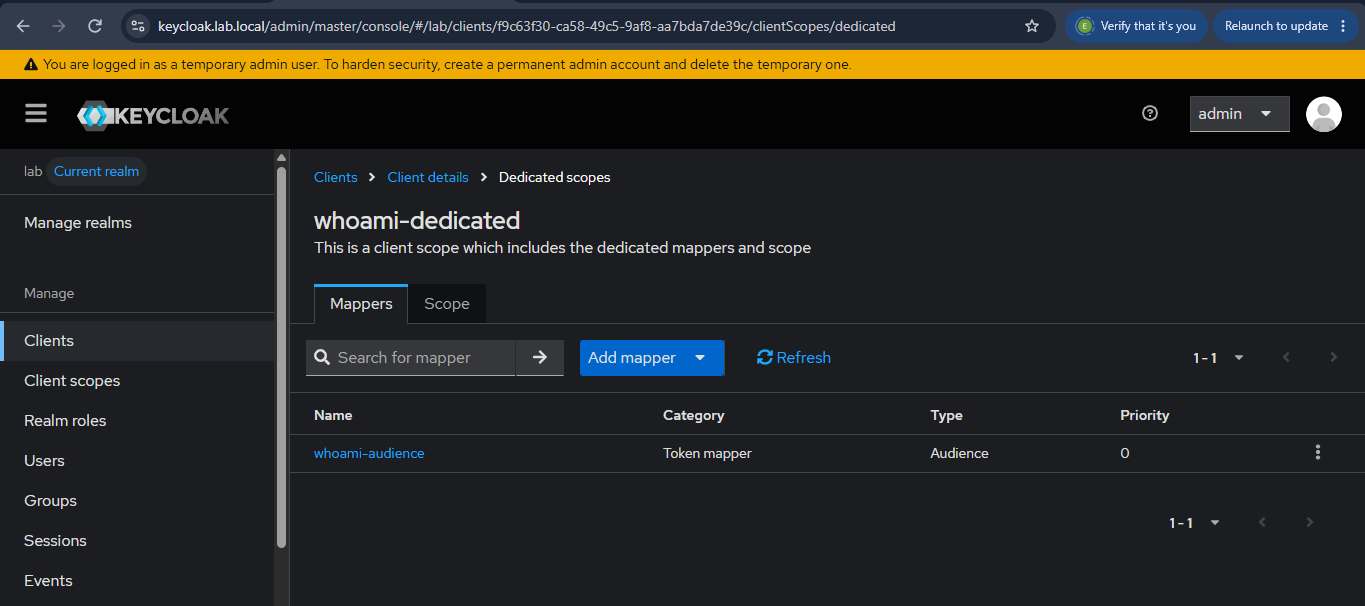 keycloak.lab.local/admin/master/console/#/lab/clients/f9c63f30-ca58-49c5-9af8-aa7bda7de39c/clientScopes/dedicated
E Verify that it's you
Relaunch to update
You are logged in as a temporary admin user. To harden security, create a permanent admin account and delete the temporary one.
KEYCLOAK
admin
lab Current realm
Manage realms
Manage
Clients
Client scopes
Realm roles
Users
Groups
Sessions
Events
Clients > Client details > Dedicated scopes
whoami-dedicated
This is a client scope which includes the dedicated mappers and scope
Mappers Scope
Search for mapper
Add mapper
Refresh
1 - 1
Name Category Type Priority
whoami-audience Token mapper Audience 0
1 - 1